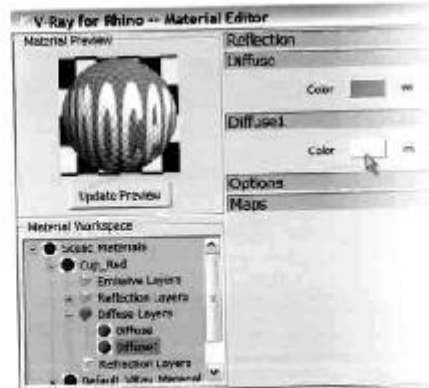 V-Ray for Rhino -- Material Editor
Material Preview
Update Preview
Reflection
Diffuse
Color m
Diffuse1
Color m
Options
Maps
Material Workspace
Scene Materials
Cup_Red
Emissive Layers
Reflection Layers
Diffuse Layers
Diffuse
Diffuse1
Refraction Layers
Default_VRay_Material